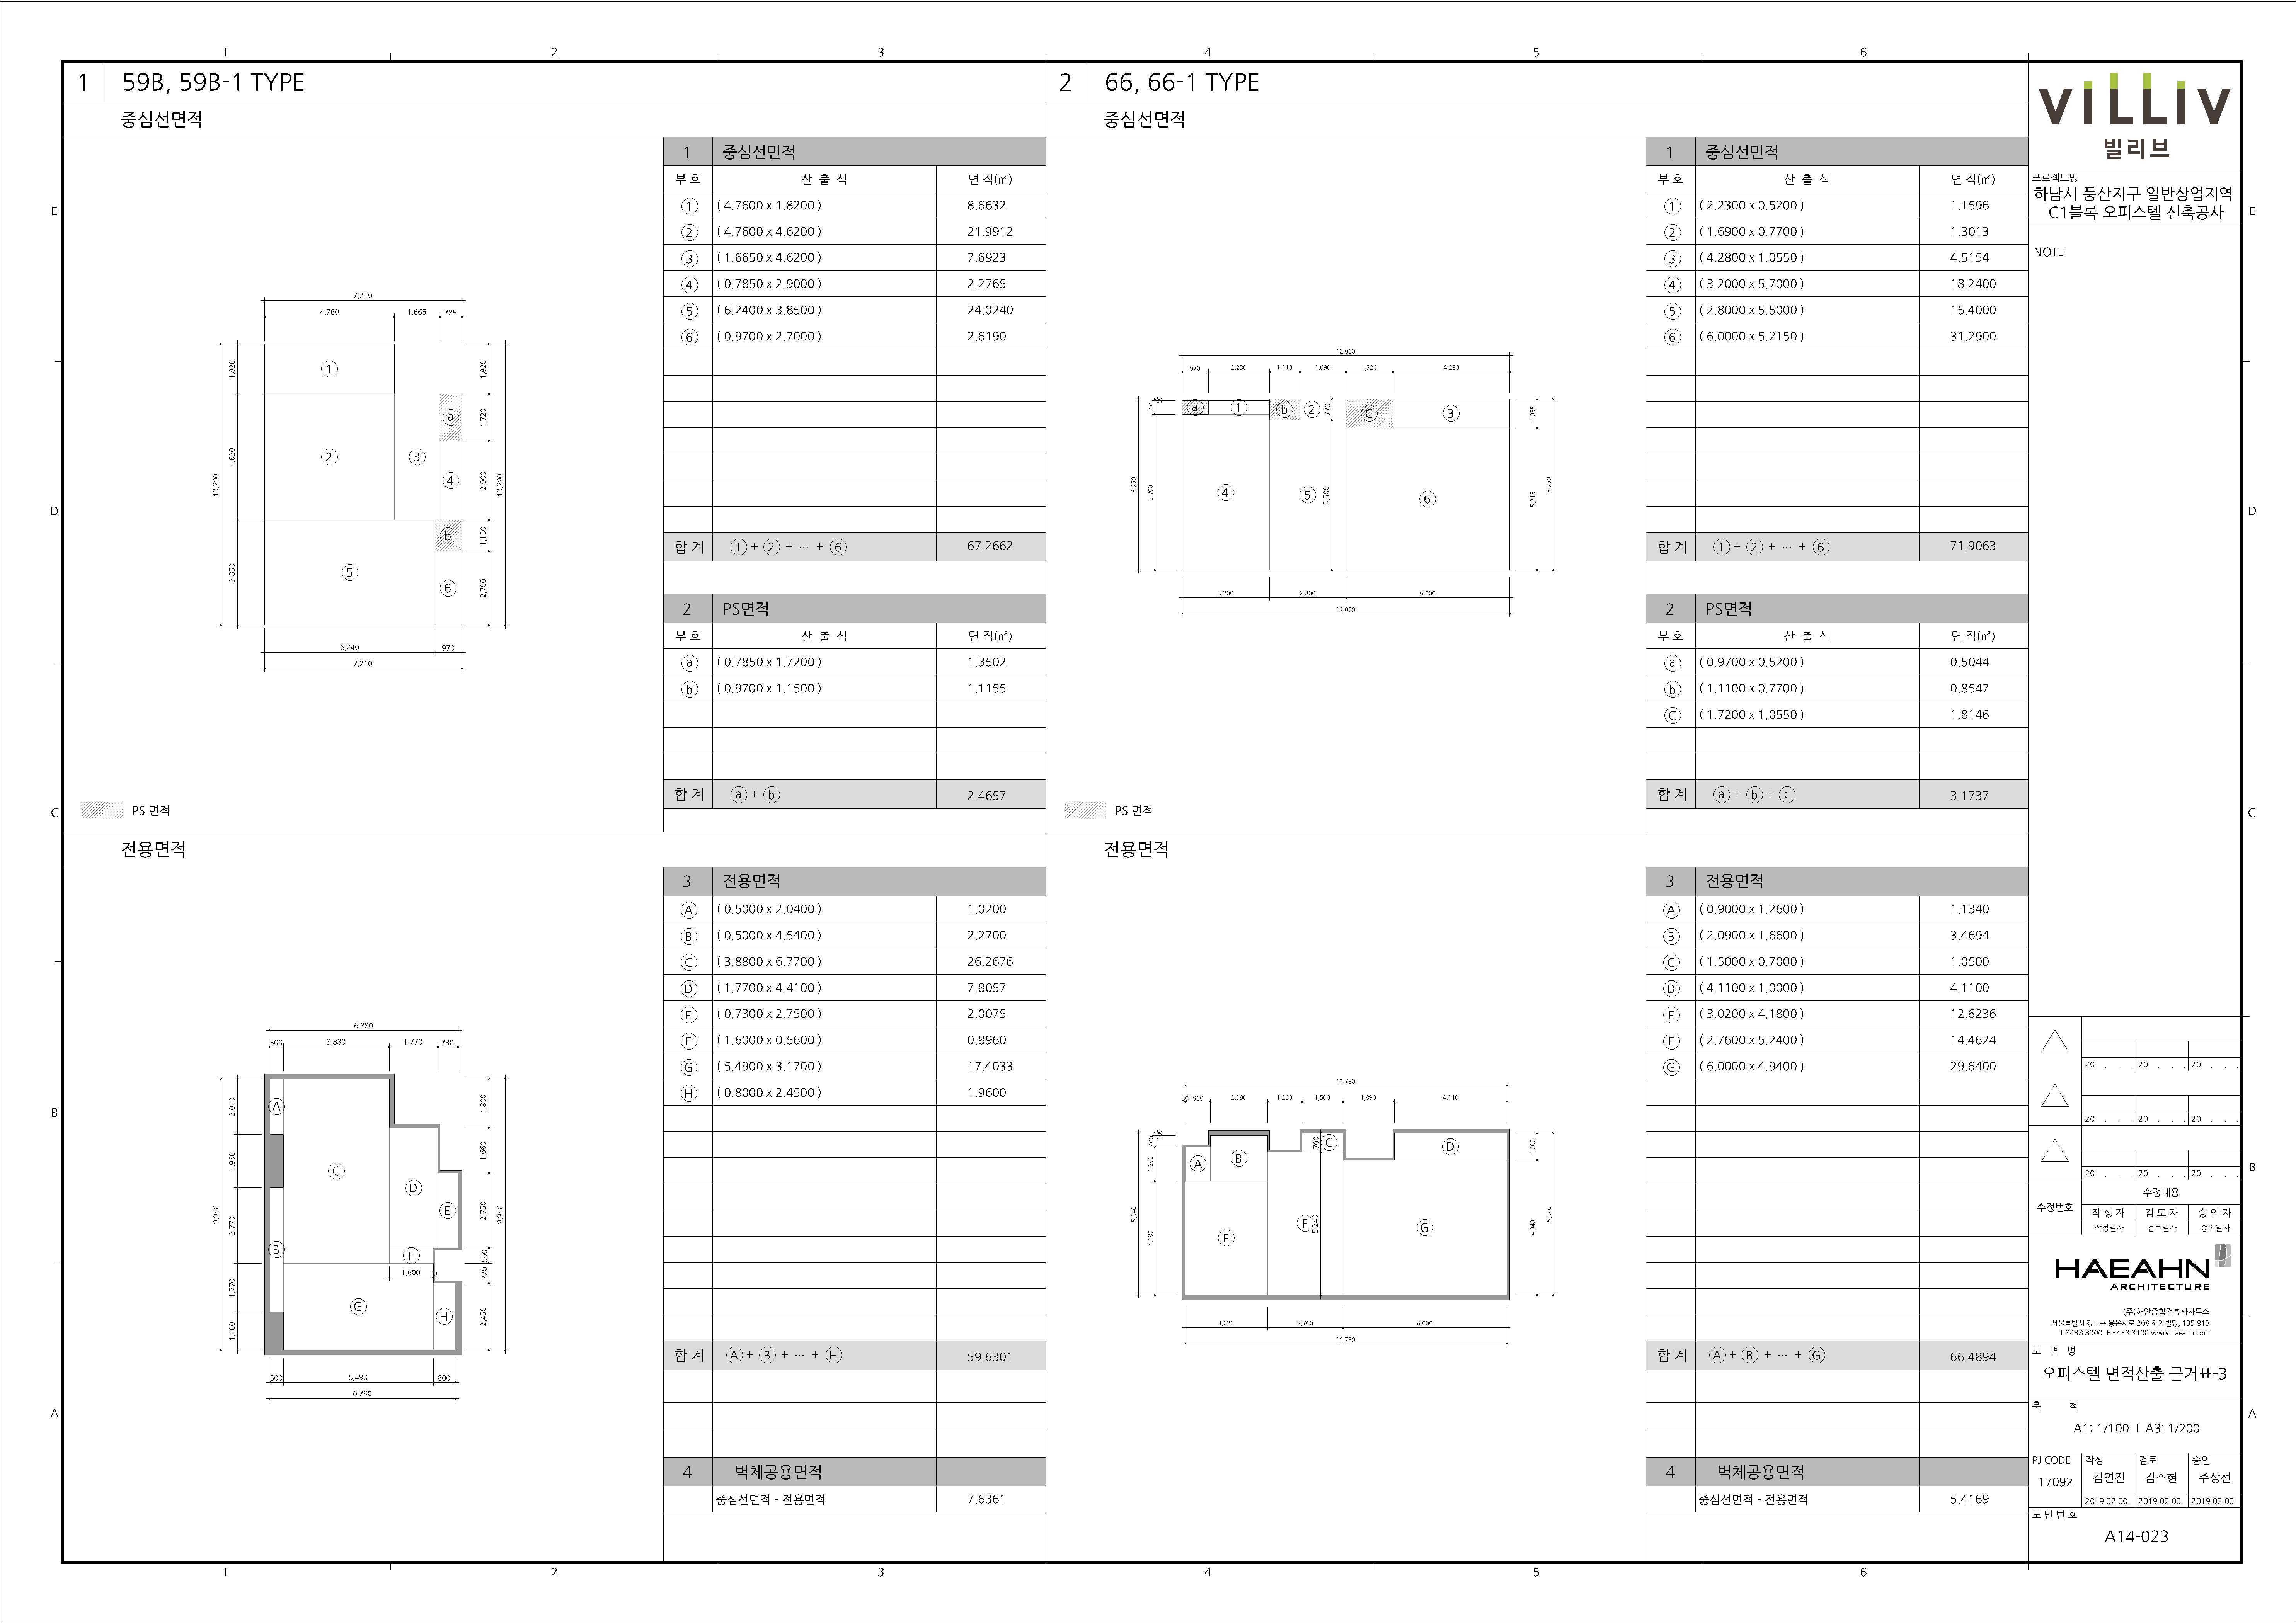 1 2 3 4 5 6
1 59B, 59B-1 TYPE
중심선면적
1 중심선면적
부 호 산 출 식 면 적(㎡)
① ( 4.7600 x 1.8200 ) 8.6632
② ( 4.7600 x 4.6200 ) 21.9912
③ ( 1.6650 x 4.6200 ) 7.6923
④ ( 0.7850 x 2.9000 ) 2.2765
⑤ ( 6.2400 x 3.8500 ) 24.0240
⑥ ( 0.9700 x 2.7000 ) 2.6190
합 계 ① + ② + ··· + ⑥ 67.2662
2 PS면적
부 호 산 출 식 면 적(㎡)
ⓐ ( 0.7850 x 1.7200 ) 1.3502
ⓑ ( 0.9700 x 1.1500 ) 1.1155
합 계 ⓐ + ⓑ 2.4657
7,210
4,760 1,665 785
1,820 4,620 3,850
10,290
1,820 1,720 2,900 1,150 2,700
10,290
① ② ③ ④ ⑤ ⑥ ⓐ ⓑ
6,240 970
7,210
PS 면적
전용면적
3 전용면적
Ⓐ ( 0.5000 x 2.0400 ) 1.0200
Ⓑ ( 0.5000 x 4.5400 ) 2.2700
Ⓒ ( 3.8800 x 6.7700 ) 26.2676
Ⓓ ( 1.7700 x 4.4100 ) 7.8057
Ⓔ ( 0.7300 x 2.7500 ) 2.0075
Ⓕ ( 1.6000 x 0.5600 ) 0.8960
Ⓖ ( 5.4900 x 3.1700 ) 17.4033
Ⓗ ( 0.8000 x 2.4500 ) 1.9600
합 계 Ⓐ + Ⓑ + ··· + Ⓗ 59.6301
4 벽체공용면적
중심선면적 - 전용면적 7.6361
6,880
500 3,880 1,770 730
2,040 1,960 2,770 1,770 1,400
9,940
1,800 1,660 2,750 560 720 2,450
9,940
Ⓐ Ⓑ Ⓒ Ⓓ Ⓔ Ⓕ Ⓖ Ⓗ
1,600 10
500 5,490 800
6,790
2 66, 66-1 TYPE
중심선면적
1 중심선면적
부 호 산 출 식 면 적(㎡)
① ( 2.2300 x 0.5200 ) 1.1596
② ( 1.6900 x 0.7700 ) 1.3013
③ ( 4.2800 x 1.0550 ) 4.5154
④ ( 3.2000 x 5.7000 ) 18.2400
⑤ ( 2.8000 x 5.5000 ) 15.4000
⑥ ( 6.0000 x 5.2150 ) 31.2900
합 계 ① + ② + ··· + ⑥ 71.9063
2 PS면적
부 호 산 출 식 면 적(㎡)
ⓐ ( 0.9700 x 0.5200 ) 0.5044
ⓑ ( 1.1100 x 0.7700 ) 0.8547
Ⓒ ( 1.7200 x 1.0550 ) 1.8146
합 계 ⓐ + ⓑ + ⓒ 3.1737
12,000
970 2,230 1,110 1,690 1,720 4,280
50 520 5,700
6,270
770 5,500
1,055 5,215
6,270
ⓐ ① ⓑ ② Ⓒ ③ ④ ⑤ ⑥
3,200 2,800 6,000
12,000
PS 면적
전용면적
3 전용면적
Ⓐ ( 0.9000 x 1.2600 ) 1.1340
Ⓑ ( 2.0900 x 1.6600 ) 3.4694
Ⓒ ( 1.5000 x 0.7000 ) 1.0500
Ⓓ ( 4.1100 x 1.0000 ) 4.1100
Ⓔ ( 3.0200 x 4.1800 ) 12.6236
Ⓕ ( 2.7600 x 5.2400 ) 14.4624
Ⓖ ( 6.0000 x 4.9400 ) 29.6400
합 계 Ⓐ + Ⓑ + ··· + Ⓖ 66.4894
4 벽체공용면적
중심선면적 - 전용면적 5.4169
11,780
30 900 2,090 1,260 1,500 1,890 4,110
100 400 1,260 4,180
5,940
700 5,240
1,000 4,940
5,940
Ⓐ Ⓑ Ⓒ Ⓓ Ⓔ Ⓕ Ⓖ
3,020 2,760 6,000
11,780
VILLIV
빌리브
프로젝트명
하남시 풍산지구 일반상업지역
C1블록 오피스텔 신축공사
NOTE
20 . . . 20 . . . 20 . . .
20 . . . 20 . . . 20 . . .
20 . . . 20 . . . 20 . . .
수정번호 수정내용
작 성 자 검 토 자 승 인 자
작성일자 검토일자 승인일자
HAEAHN
ARCHITECTURE
(주)해안종합건축사사무소
서울특별시 강남구 봉은사로 208 해안빌딩, 135-913
T.3438 8000 F.3438 8100 www.haeahn.com
도 면 명
오피스텔 면적산출 근거표-3
축 척
A1: 1/100 | A3: 1/200
PJ CODE 작성 검토 승인
17092 김연진 김소현 주상선
2019.02.00. 2019.02.00. 2019.02.00.
도 면 번 호
A14-023
E D C B A
E D C B A
1 2 3 4 5 6